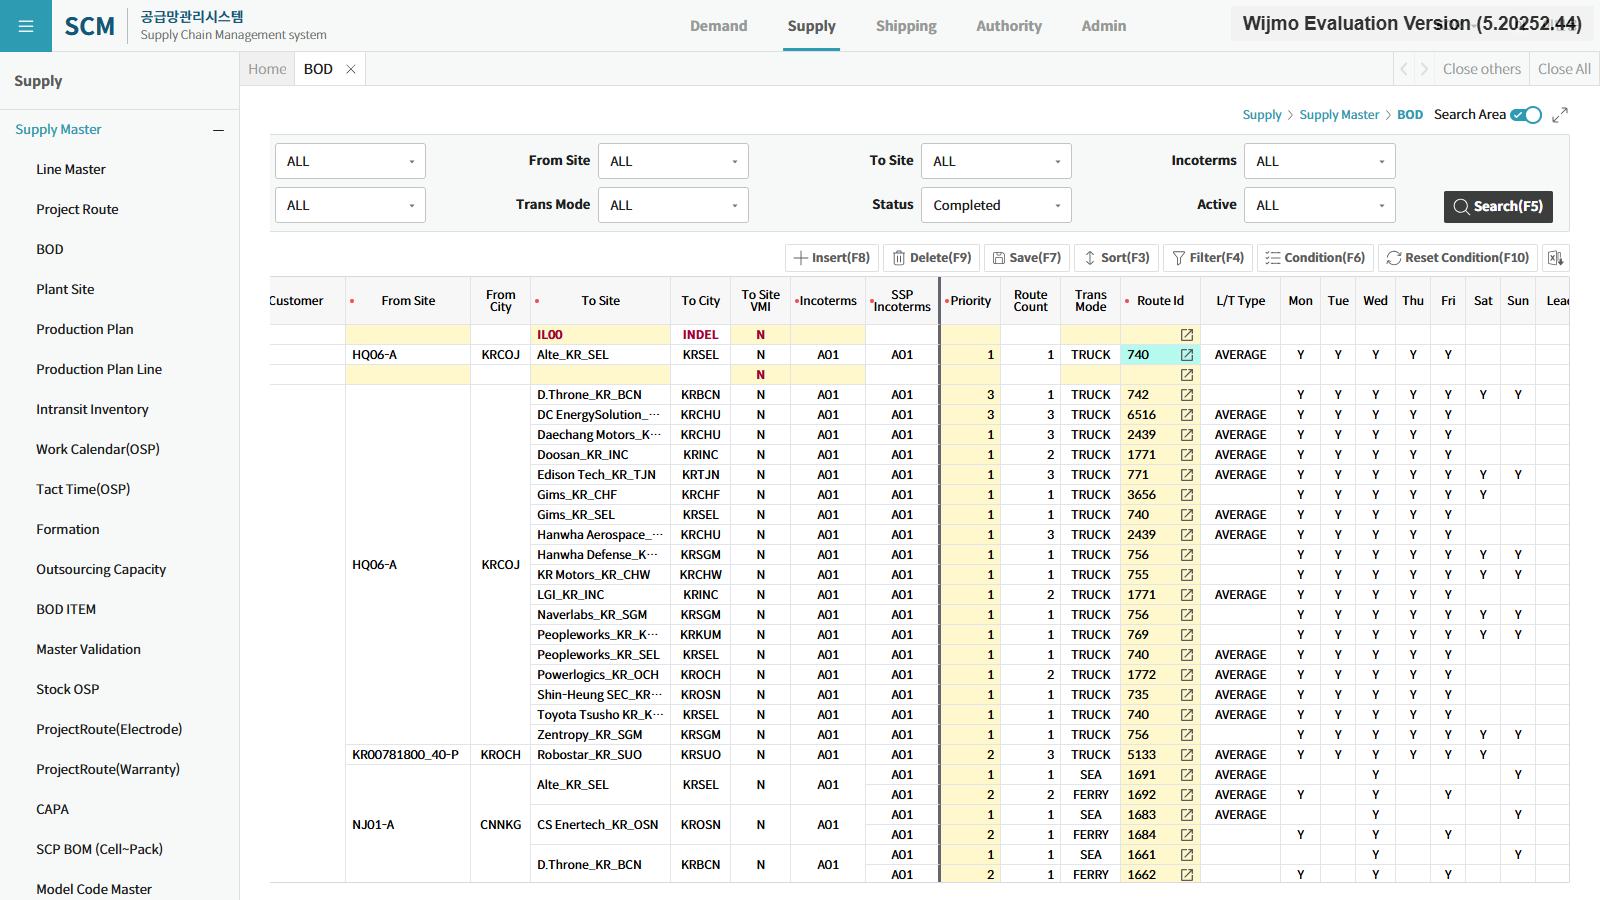 SCM
공급망관리시스템
Supply Chain Management system
Demand
Supply
Shipping
Authority
Admin
Wijmo Evaluation Version (5.20252.44)
Supply
Home
BOD
Close others
Close All
Supply Master
Line Master
Project Route
BOD
Plant Site
Production Plan
Production Plan Line
Intransit Inventory
Work Calendar(OSP)
Tact Time(OSP)
Formation
Outsourcing Capacity
BOD ITEM
Master Validation
Stock OSP
ProjectRoute(Electrode)
ProjectRoute(Warranty)
CAPA
SCP BOM (Cell~Pack)
Model Code Master
Supply > Supply Master > BOD Search Area
ALL From Site ALL To Site ALL Incoterms ALL
ALL Trans Mode ALL Status Completed Active ALL Search(F5)
Insert(F8) Delete(F9) Save(F7) Sort(F3) Filter(F4) Condition(F6) Reset Condition(F10)
Customer From Site From City To Site To City To Site VMI Incoterms SSP Incoterms Priority Route Count Trans Mode Route Id L/T Type Mon Tue Wed Thu Fri Sat Sun Lead
IL00 INDEL N
HQ06-A KRCOJ Alte_KR_SEL KRSEL N A01 A01 1 1 TRUCK 740 AVERAGE Y Y Y Y Y
N
D.Throne_KR_BCN KRBCN N A01 A01 3 1 TRUCK 742 Y Y Y Y Y Y Y
DC EnergySolution_··· KRCHU N A01 A01 3 3 TRUCK 6516 AVERAGE Y Y Y Y Y
Daechang Motors_K··· KRCHU N A01 A01 1 3 TRUCK 2439 AVERAGE Y Y Y Y Y
Doosan_KR_INC KRINC N A01 A01 1 2 TRUCK 1771 AVERAGE Y Y Y Y Y
Edison Tech_KR_TJN KRTJN N A01 A01 1 3 TRUCK 771 AVERAGE Y Y Y Y Y Y Y
Gims_KR_CHF KRCHF N A01 A01 1 1 TRUCK 3656 Y Y Y Y Y Y
Gims_KR_SEL KRSEL N A01 A01 1 1 TRUCK 740 AVERAGE Y Y Y Y Y
Hanwha Aerospace_··· KRCHU N A01 A01 1 3 TRUCK 2439 AVERAGE Y Y Y Y Y
Hanwha Defense_K··· KRSGM N A01 A01 1 1 TRUCK 756 Y Y Y Y Y Y Y
HQ06-A KRCOJ
KR Motors_KR_CHW KRCHW N A01 A01 1 1 TRUCK 755 Y Y Y Y Y Y Y
LGI_KR_INC KRINC N A01 A01 1 2 TRUCK 1771 AVERAGE Y Y Y Y Y
Naverlabs_KR_SGM KRSGM N A01 A01 1 1 TRUCK 756 Y Y Y Y Y Y Y
Peopleworks_KR_K··· KRKUM N A01 A01 1 1 TRUCK 769 Y Y Y Y Y Y Y
Peopleworks_KR_SEL KRSEL N A01 A01 1 1 TRUCK 740 AVERAGE Y Y Y Y Y
Powerlogics_KR_OCH KROCH N A01 A01 1 2 TRUCK 1772 AVERAGE Y Y Y Y Y
Shin-Heung SEC_KR··· KROSN N A01 A01 1 1 TRUCK 735 AVERAGE Y Y Y Y Y
Toyota Tsusho KR_K··· KRSEL N A01 A01 1 1 TRUCK 740 AVERAGE Y Y Y Y Y
Zentropy_KR_SGM KRSGM N A01 A01 1 1 TRUCK 756 Y Y Y Y Y Y Y
KR00781800_40-P KROCH Robostar_KR_SUO KRSUO N A01 A01 2 3 TRUCK 5133 AVERAGE Y Y Y Y Y Y
NJ01-A CNNKG
Alte_KR_SEL KRSEL N A01 A01 1 1 SEA 1691 AVERAGE Y Y
A01 2 2 FERRY 1692 AVERAGE Y Y Y
CS Enertech_KR_OSN KROSN N A01 A01 1 1 SEA 1683 AVERAGE Y Y
A01 2 1 FERRY 1684 Y Y Y
D.Throne_KR_BCN KRBCN N A01 A01 1 1 SEA 1661 Y Y
A01 2 1 FERRY 1662 Y Y Y